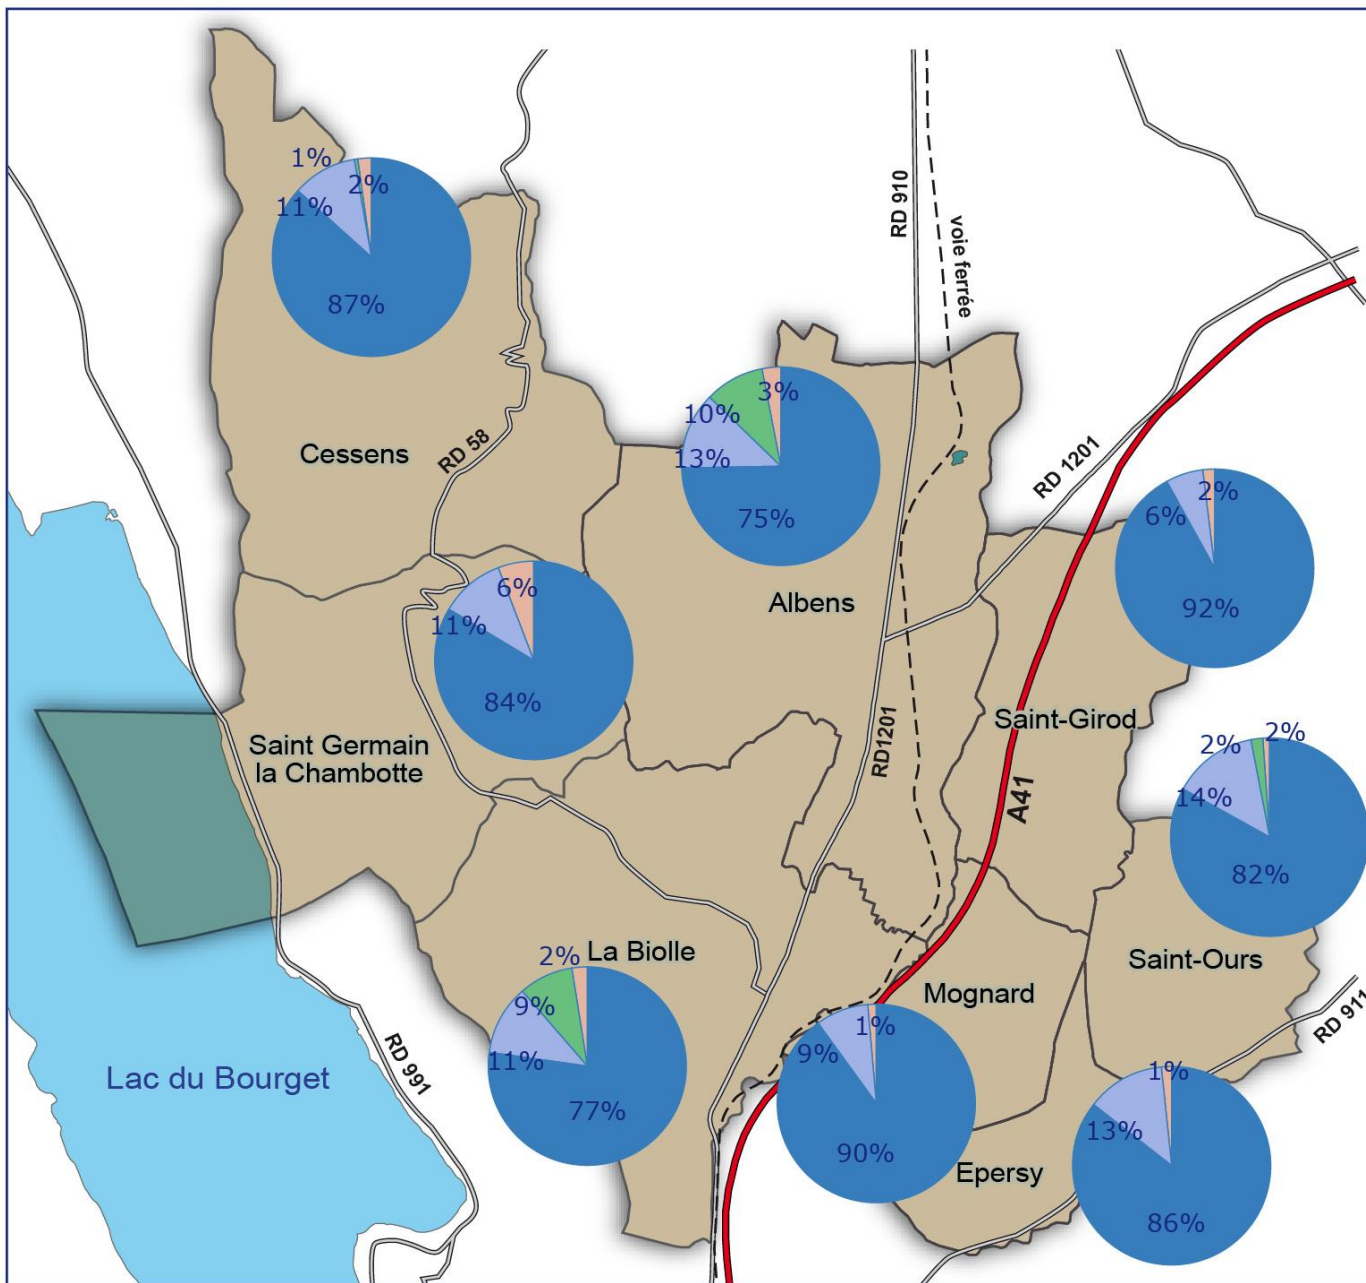 1%
2%
11%
87%
Cessens
RD 58
RD 910
voie ferrée
3%
10%
13%
75%
Albens
RD 1201
2%
6%
92%
6%
11%
84%
Saint Germain
la Chambotte
RD1201
Saint-Girod
A41
2%
2%
14%
82%
Saint-Ours
La Biolle
2%
9%
11%
77%
Mognard
1%
9%
90%
RD 911
Lac du Bourget
RD 991
1%
13%
86%
Epersy